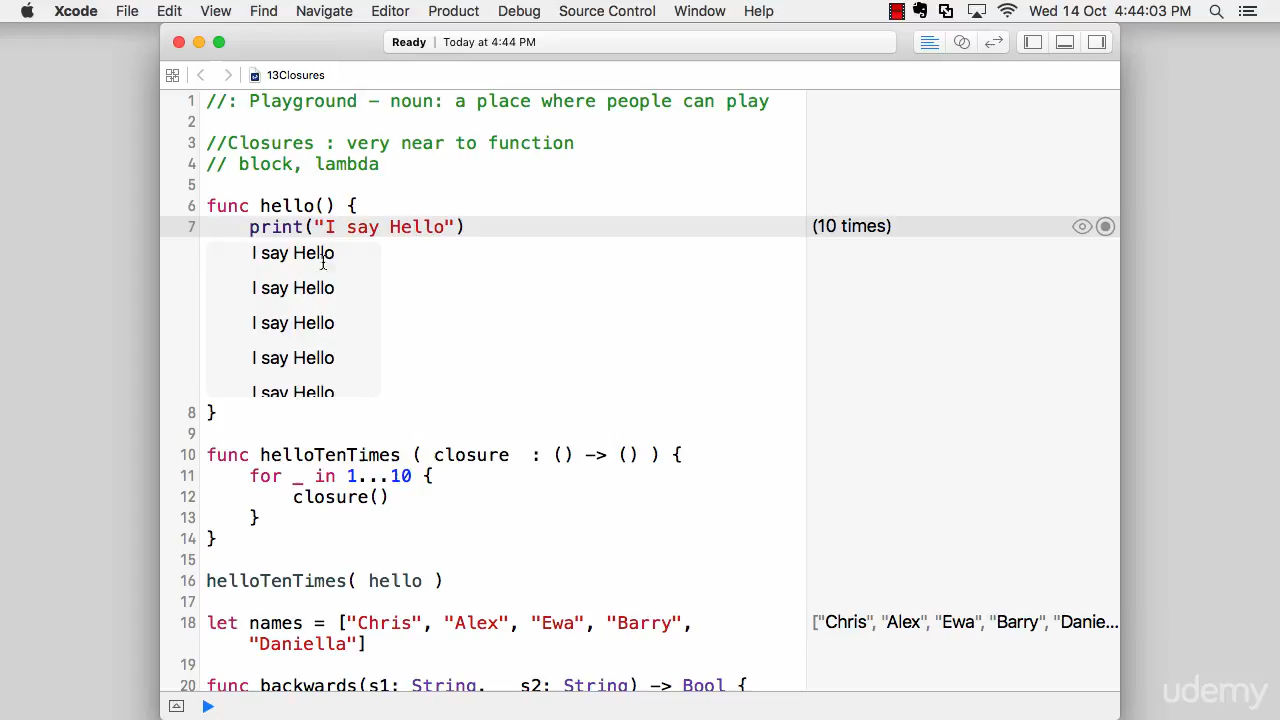 Xcode File Edit View Find Navigate Editor Product Debug Source Control Window Help Wed 14 Oct 4:44:03 PM
Ready Today at 4:44 PM
13Closures
1 //: Playground – noun: a place where people can play
2
3 //Closures : very near to function
4 // block, lambda
5
6 func hello() {
7 print("I say Hello") (10 times)
I say Hello
I say Hello
I say Hello
I say Hello
I say Hello
8 }
9
10 func helloTenTimes ( closure : () -> () ) {
11 for _ in 1...10 {
12 closure()
13 }
14 }
15
16 helloTenTimes( hello )
17
18 let names = ["Chris", "Alex", "Ewa", "Barry", ["Chris", "Alex", "Ewa", "Barry", "Danie...
"Daniella"]
19
20 func backwards(s1: String, _ s2: String) -> Bool {
udemy